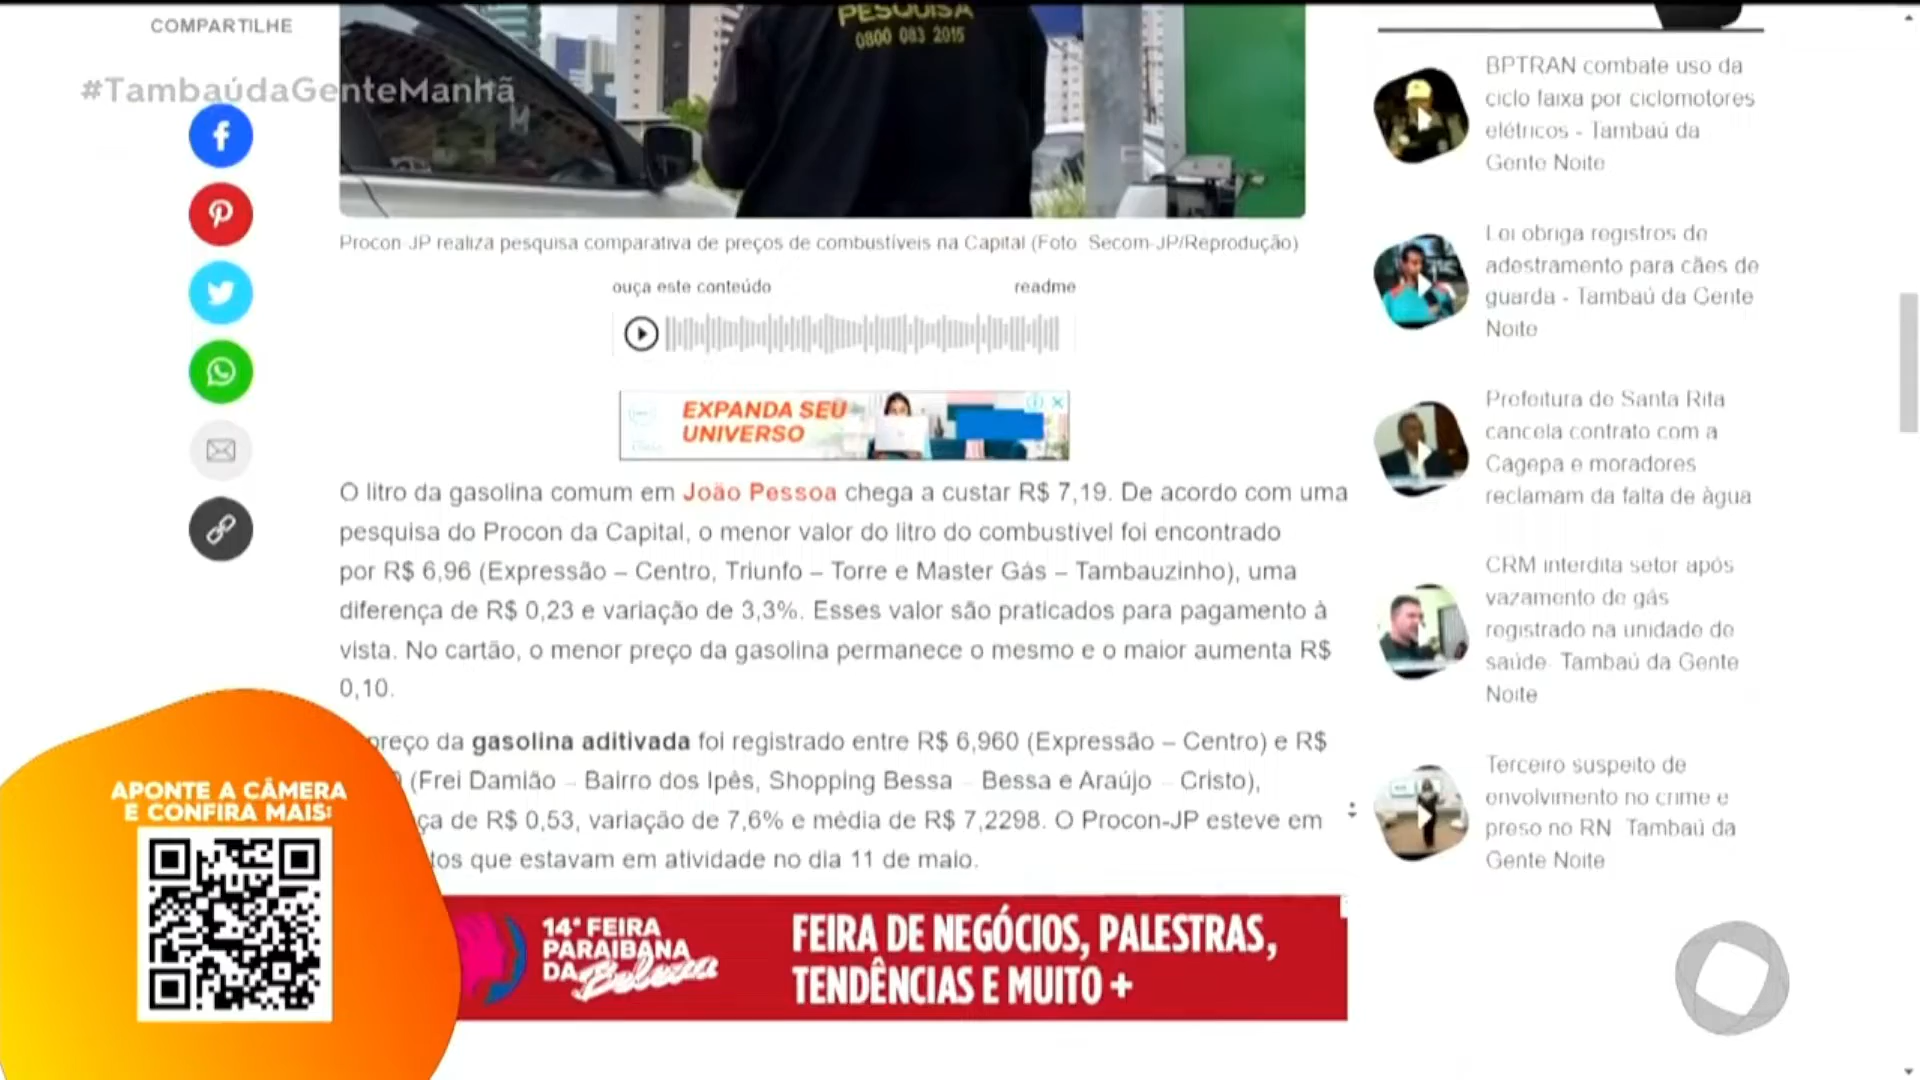 COMPARTILHE
#TambaúdaGenteManhã
PESQUISA
0800 083 2015
Procon JP realiza pesquisa comparativa de preços de combustíveis na Capital (Foto Secom-JP/Reprodução)
ouça este conteúdo
readme
EXPANDA SEU
UNIVERSO
O litro da gasolina comum em João Pessoa chega a custar R$ 7,19. De acordo com uma
pesquisa do Procon da Capital, o menor valor do litro do combustível foi encontrado
por R$ 6,96 (Expressão – Centro, Triunfo – Torre e Master Gás – Tambauzinho), uma
diferença de R$ 0,23 e variação de 3,3%. Esses valor são praticados para pagamento à
vista. No cartão, o menor preço da gasolina permanece o mesmo e o maior aumenta R$
0,10.
preço da gasolina aditivada foi registrado entre R$ 6,960 (Expressão – Centro) e R$
(Frei Damião – Bairro dos Ipês, Shopping Bessa – Bessa e Araújo – Cristo),
ça de R$ 0,53, variação de 7,6% e média de R$ 7,2298. O Procon-JP esteve em
tos que estavam em atividade no dia 11 de maio.
APONTE A CÂMERA
E CONFIRA MAIS:
14ª FEIRA
PARAIBANA
DA Beleza
FEIRA DE NEGÓCIOS, PALESTRAS,
TENDÊNCIAS E MUITO +
BPTRAN combate uso da
ciclo faixa por ciclomotores
elétricos - Tambaú da
Gente Noite
Lei obriga registros de
adestramento para cães de
guarda - Tambaú da Gente
Noite
Prefeitura de Santa Rita
cancela contrato com a
Cagepa e moradores
reclamam da falta de àgua
CRM interdita setor após
vazamento de gás
registrado na unidade de
saúde Tambaú da Gente
Noite
Terceiro suspeito de
envolvimento no crime e
preso no RN Tambaú da
Gente Noite